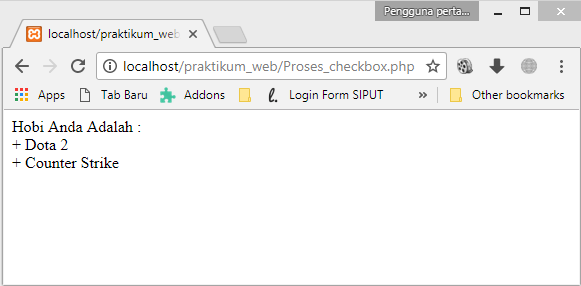 Pengguna perta...
localhost/praktikum_web
localhost/praktikum_web/Proses_checkbox.php
Tab Baru
Addons
Login Form SIPUT
»
Other bookmarks
Hobi Anda Adalah :
+ Dota 2
+ Counter Strike